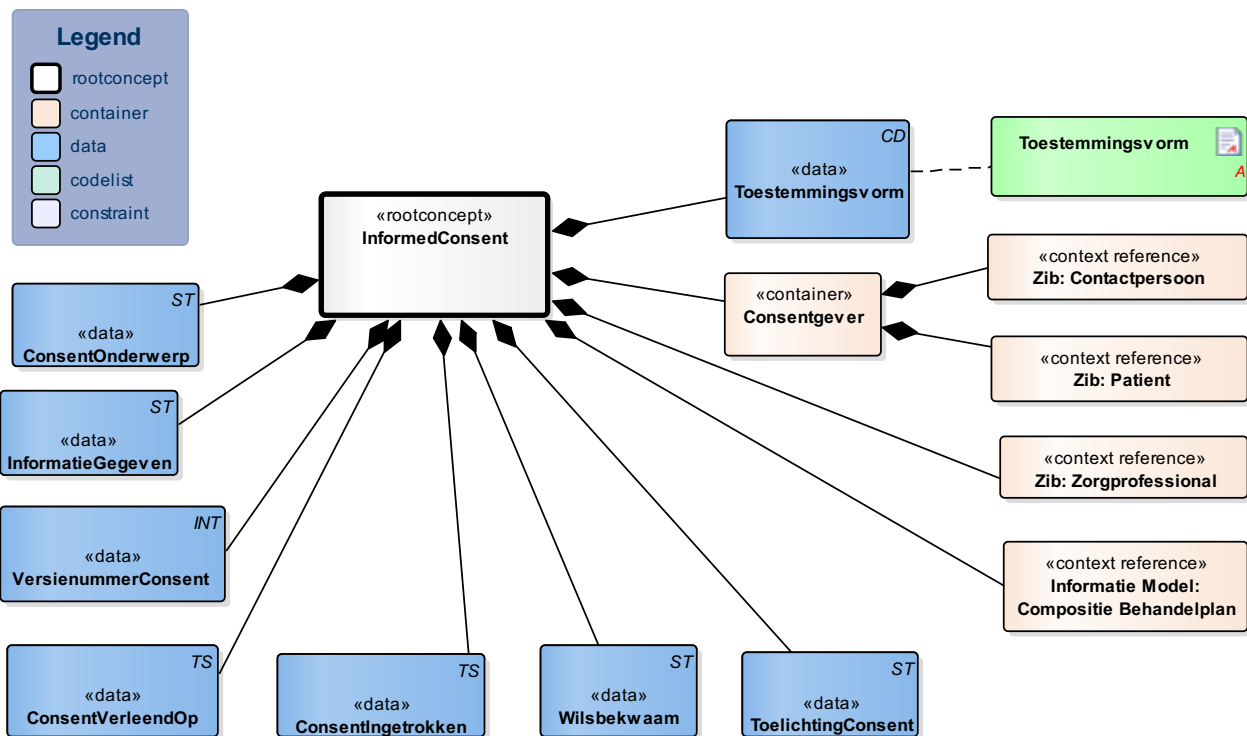 Legend
rootconcept
container
data
codelist
constraint
«rootconcept»
InformedConsent
CD
«data»
Toestemmingsvorm
Toestemmingsvorm
A
«container»
Consentgever
«context reference»
Zib: Contactpersoon
«context reference»
Zib: Patient
«context reference»
Zib: Zorgprofessional
«context reference»
Informatie Model:
Compositie Behandelplan
ST
«data»
ConsentOnderwerp
ST
«data»
InformatieGegeven
INT
«data»
VersienummerConsent
TS
«data»
ConsentVerleendOp
TS
«data»
ConsentIngetrokken
ST
«data»
Wilsbekwaam
ST
«data»
ToelichtingConsent